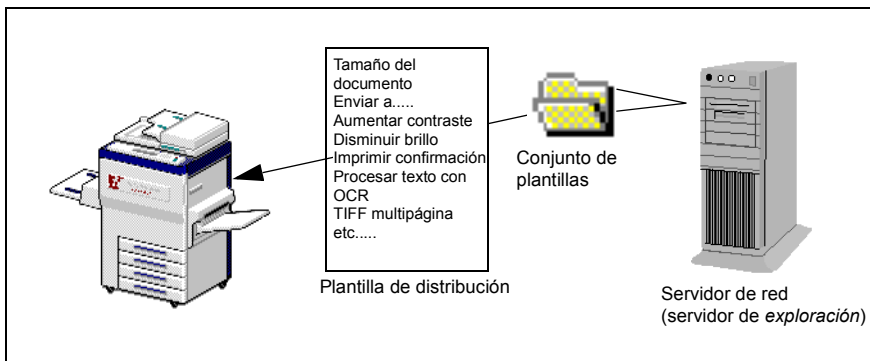 Tamaño del
documento
Enviar a.....
Aumentar contraste
Disminuir brillo
Imprimir confirmación
Procesar texto con
OCR
TIFF multipágina
etc.....
Plantilla de distribución
Conjunto de
plantillas
Servidor de red
(servidor de exploración)